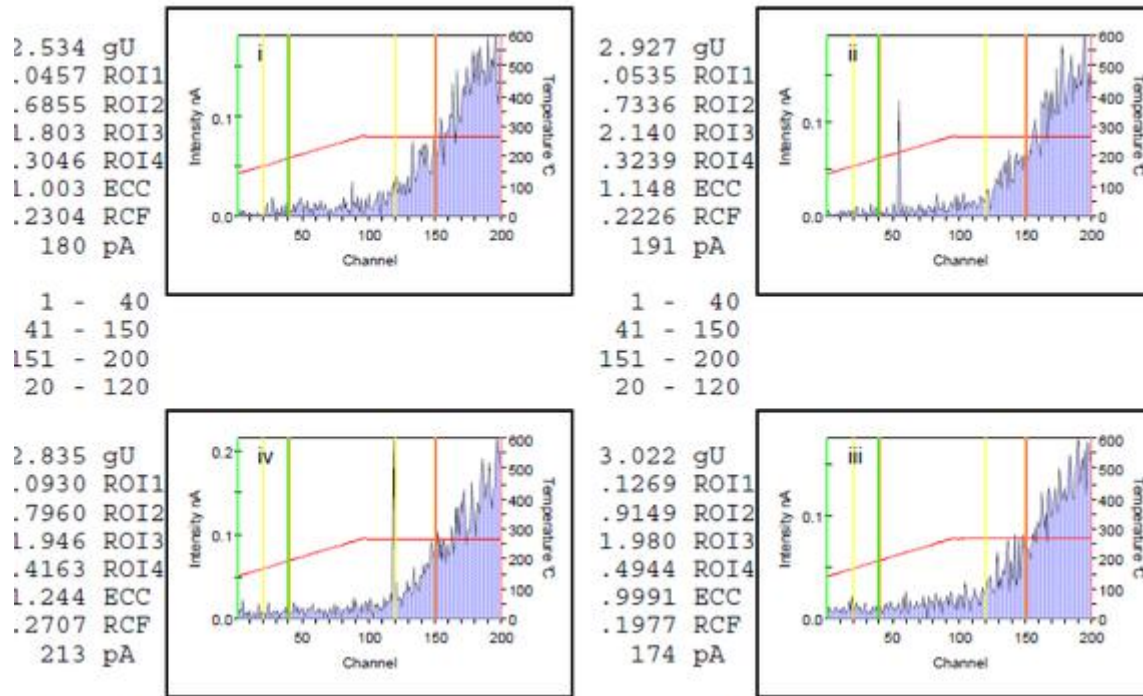 2.534 gU
.0457 ROI1
.6855 ROI2
1.803 ROI3
.3046 ROI4
1.003 ECC
.2304 RCF
180 pA
1 - 40
41 - 150
151 - 200
20 - 120
i
Intensity nA
0.1
0.0
50 100 150 200
Channel
600
500
400
300
200
100
0
Temperature °C
2.927 gU
.0535 ROI1
.7336 ROI2
2.140 ROI3
.3239 ROI4
1.148 ECC
.2226 RCF
191 pA
1 - 40
41 - 150
151 - 200
20 - 120
ii
Intensity nA
0.1
0.0
50 100 150 200
Channel
600
500
400
300
200
100
0
Temperature °C
2.835 gU
.0930 ROI1
.7960 ROI2
1.946 ROI3
.4163 ROI4
1.244 ECC
.2707 RCF
213 pA
iv
Intensity nA
0.2
0.1
0.0
50 100 150 200
Channel
600
500
400
300
200
100
0
Temperature °C
3.022 gU
.1269 ROI1
.9149 ROI2
1.980 ROI3
.4944 ROI4
.9991 ECC
.1977 RCF
174 pA
iii
Intensity nA
0.1
0.0
50 100 150 200
Channel
600
500
400
300
200
100
0
Temperature °C